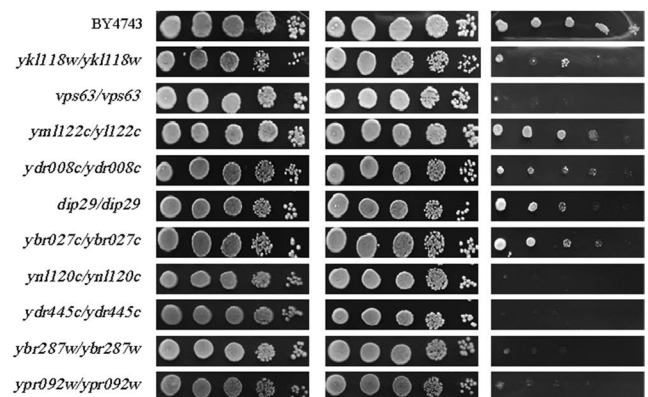 BY4743
ykl118w/ykl118w
vps63/vps63
yml122c/yl122c
ydr008c/ydr008c
dip29/dip29
ybr027c/ybr027c
ynl120c/ynl120c
ydr445c/ydr445c
ybr287w/ybr287w
ypr092w/ypr092w